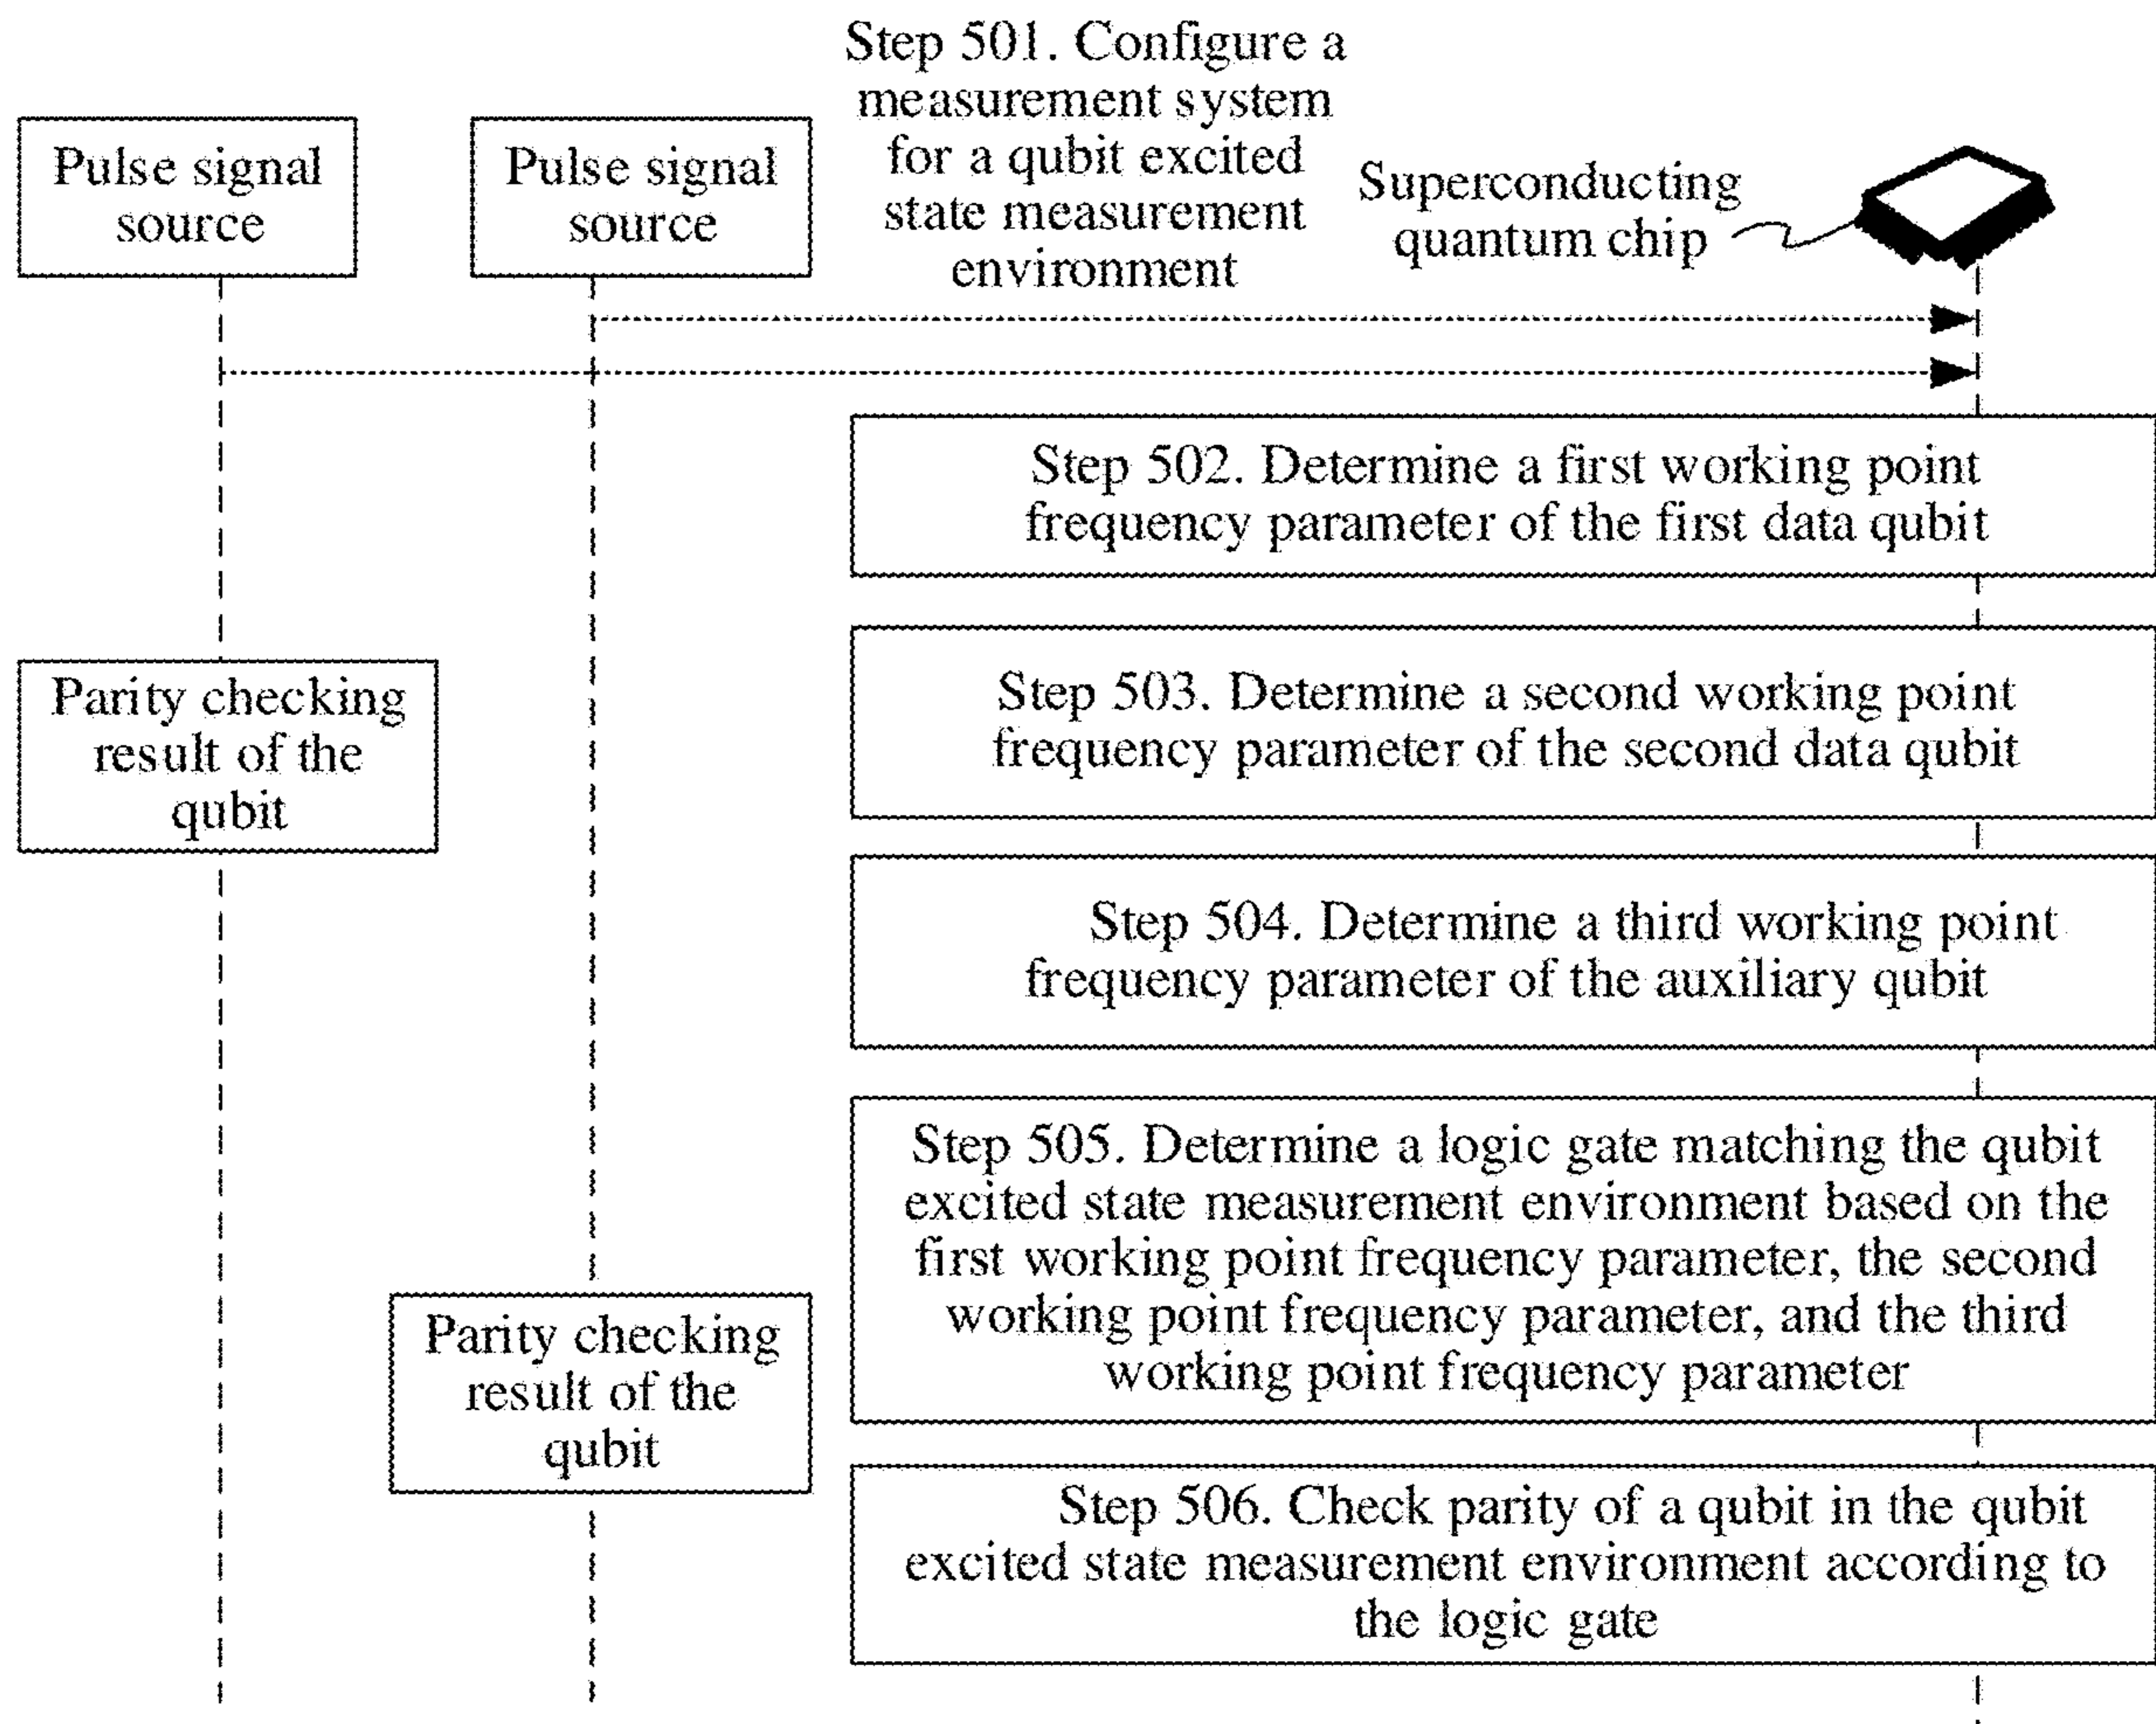 Pulse signal
source
Pulse signal
source
Step 501. Configure a
measurement system
for a qubit excited
state measurement
environment
Superconducting
quantum chip
Step 502. Determine a first working point
frequency parameter of the first data qubit
Parity checking
result of the
qubit
Step 503. Determine a second working point
frequency parameter of the second data qubit
Step 504. Determine a third working point
frequency parameter of the auxiliary qubit
Step 505. Determine a logic gate matching the qubit
excited state measurement environment based on the
first working point frequency parameter, the second
working point frequency parameter, and the third
working point frequency parameter
Parity checking
result of the
qubit
Step 506. Check parity of a qubit in the qubit
excited state measurement environment according to
the logic gate